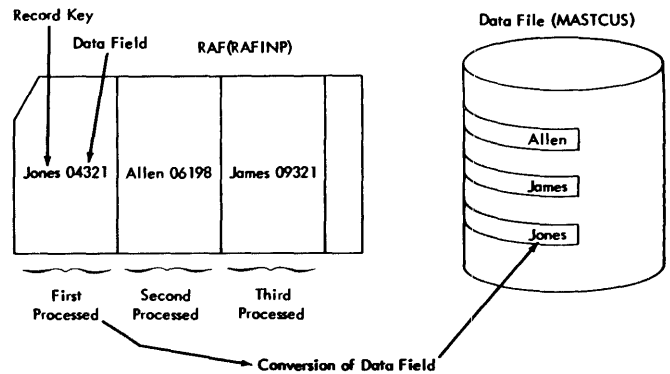 Record Key
Data Field
RAF(RAFINP)
Data File (MASTCUS)
Jones 04321
Allen 06198
James 09321
Allen
James
Jones
First
Processed
Second
Processed
Third
Processed
Conversion of Data Field